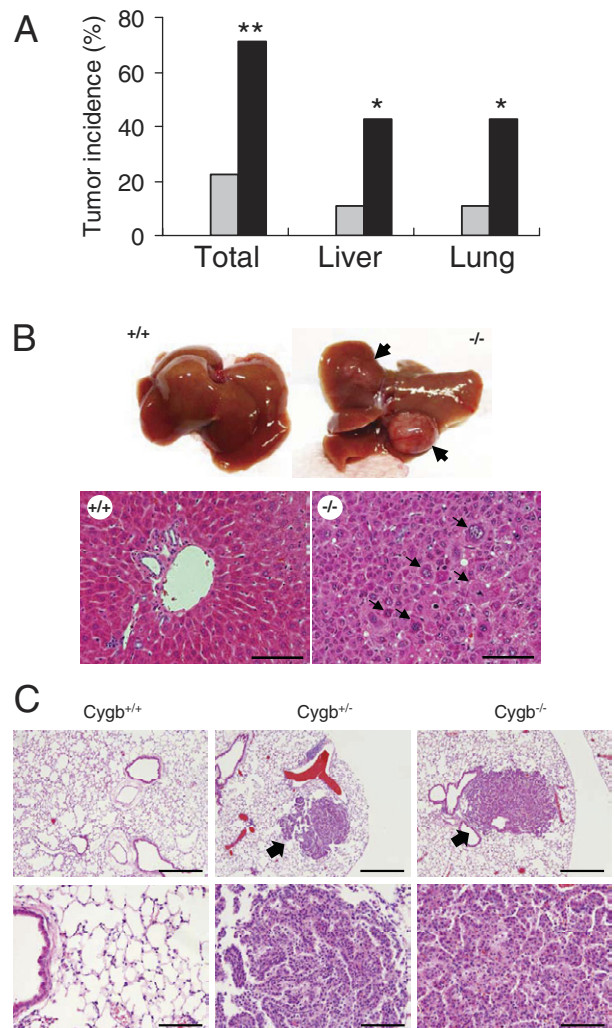 A
Tumor incidence (%)
80
60
40
20
0
**
*
*
Total Liver Lung
B
+/+
-/-
+/+
-/-
C
Cygb+/+ Cygb+/- Cygb-/-